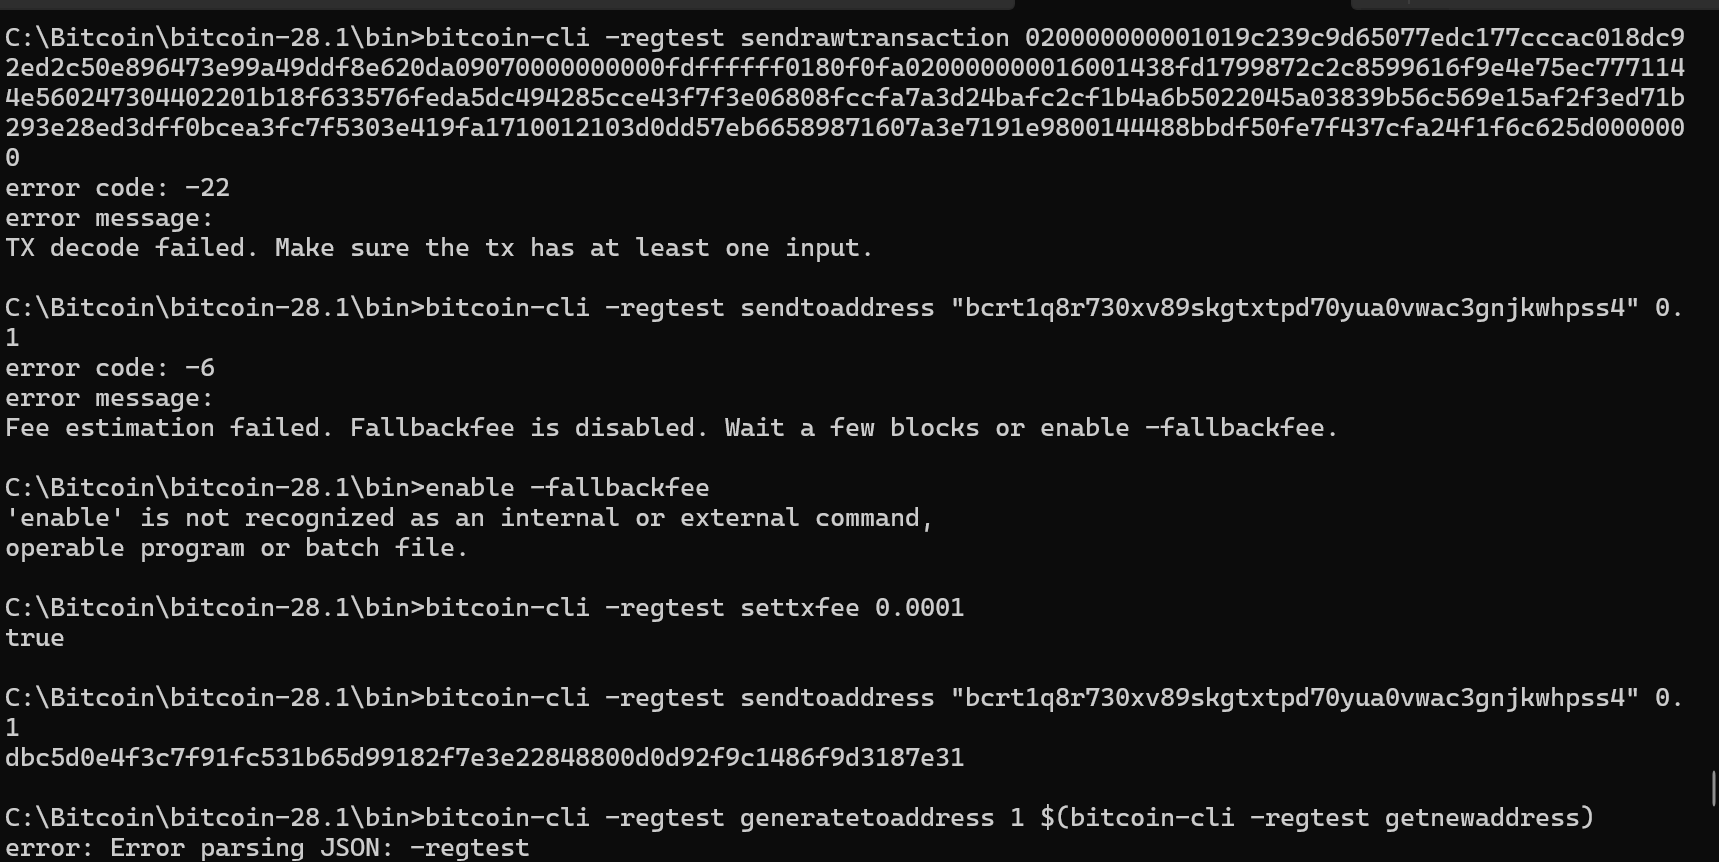 C:\Bitcoin\bitcoin-28.1\bin>bitcoin-cli -regtest sendrawtransaction 020000000001019c239c9d65077edc177cccac018dc9
2ed2c50e896473e99a49ddf8e620da09070000000000fdffffff0180f0fa020000000016001438fd1799872c2c8599616f9e4e75ec777114
4e560247304402201b18f633576feda5dc494285cce43f7f3e06808fccfa7a3d24bafc2cf1b4a6b5022045a03839b56c569e15af2f3ed71b
293e28ed3dff0bcea3fc7f5303e419fa1710012103d0dd57eb66589871607a3e7191e9800144488bbdf50fe7f437cfa24f1f6c625d000000
0
error code: -22
error message:
TX decode failed. Make sure the tx has at least one input.
C:\Bitcoin\bitcoin-28.1\bin>bitcoin-cli -regtest sendtoaddress "bcrt1q8r730xv89skgtxtpd70yua0vwac3gnjkwhpss4" 0.
1
error code: -6
error message:
Fee estimation failed. Fallbackfee is disabled. Wait a few blocks or enable -fallbackfee.
C:\Bitcoin\bitcoin-28.1\bin>enable -fallbackfee
'enable' is not recognized as an internal or external command,
operable program or batch file.
C:\Bitcoin\bitcoin-28.1\bin>bitcoin-cli -regtest settxfee 0.0001
true
C:\Bitcoin\bitcoin-28.1\bin>bitcoin-cli -regtest sendtoaddress "bcrt1q8r730xv89skgtxtpd70yua0vwac3gnjkwhpss4" 0.
1
dbc5d0e4f3c7f91fc531b65d99182f7e3e22848800d0d92f9c1486f9d3187e31
C:\Bitcoin\bitcoin-28.1\bin>bitcoin-cli -regtest generatetoaddress 1 $(bitcoin-cli -regtest getnewaddress)
error: Error parsing JSON: -regtest